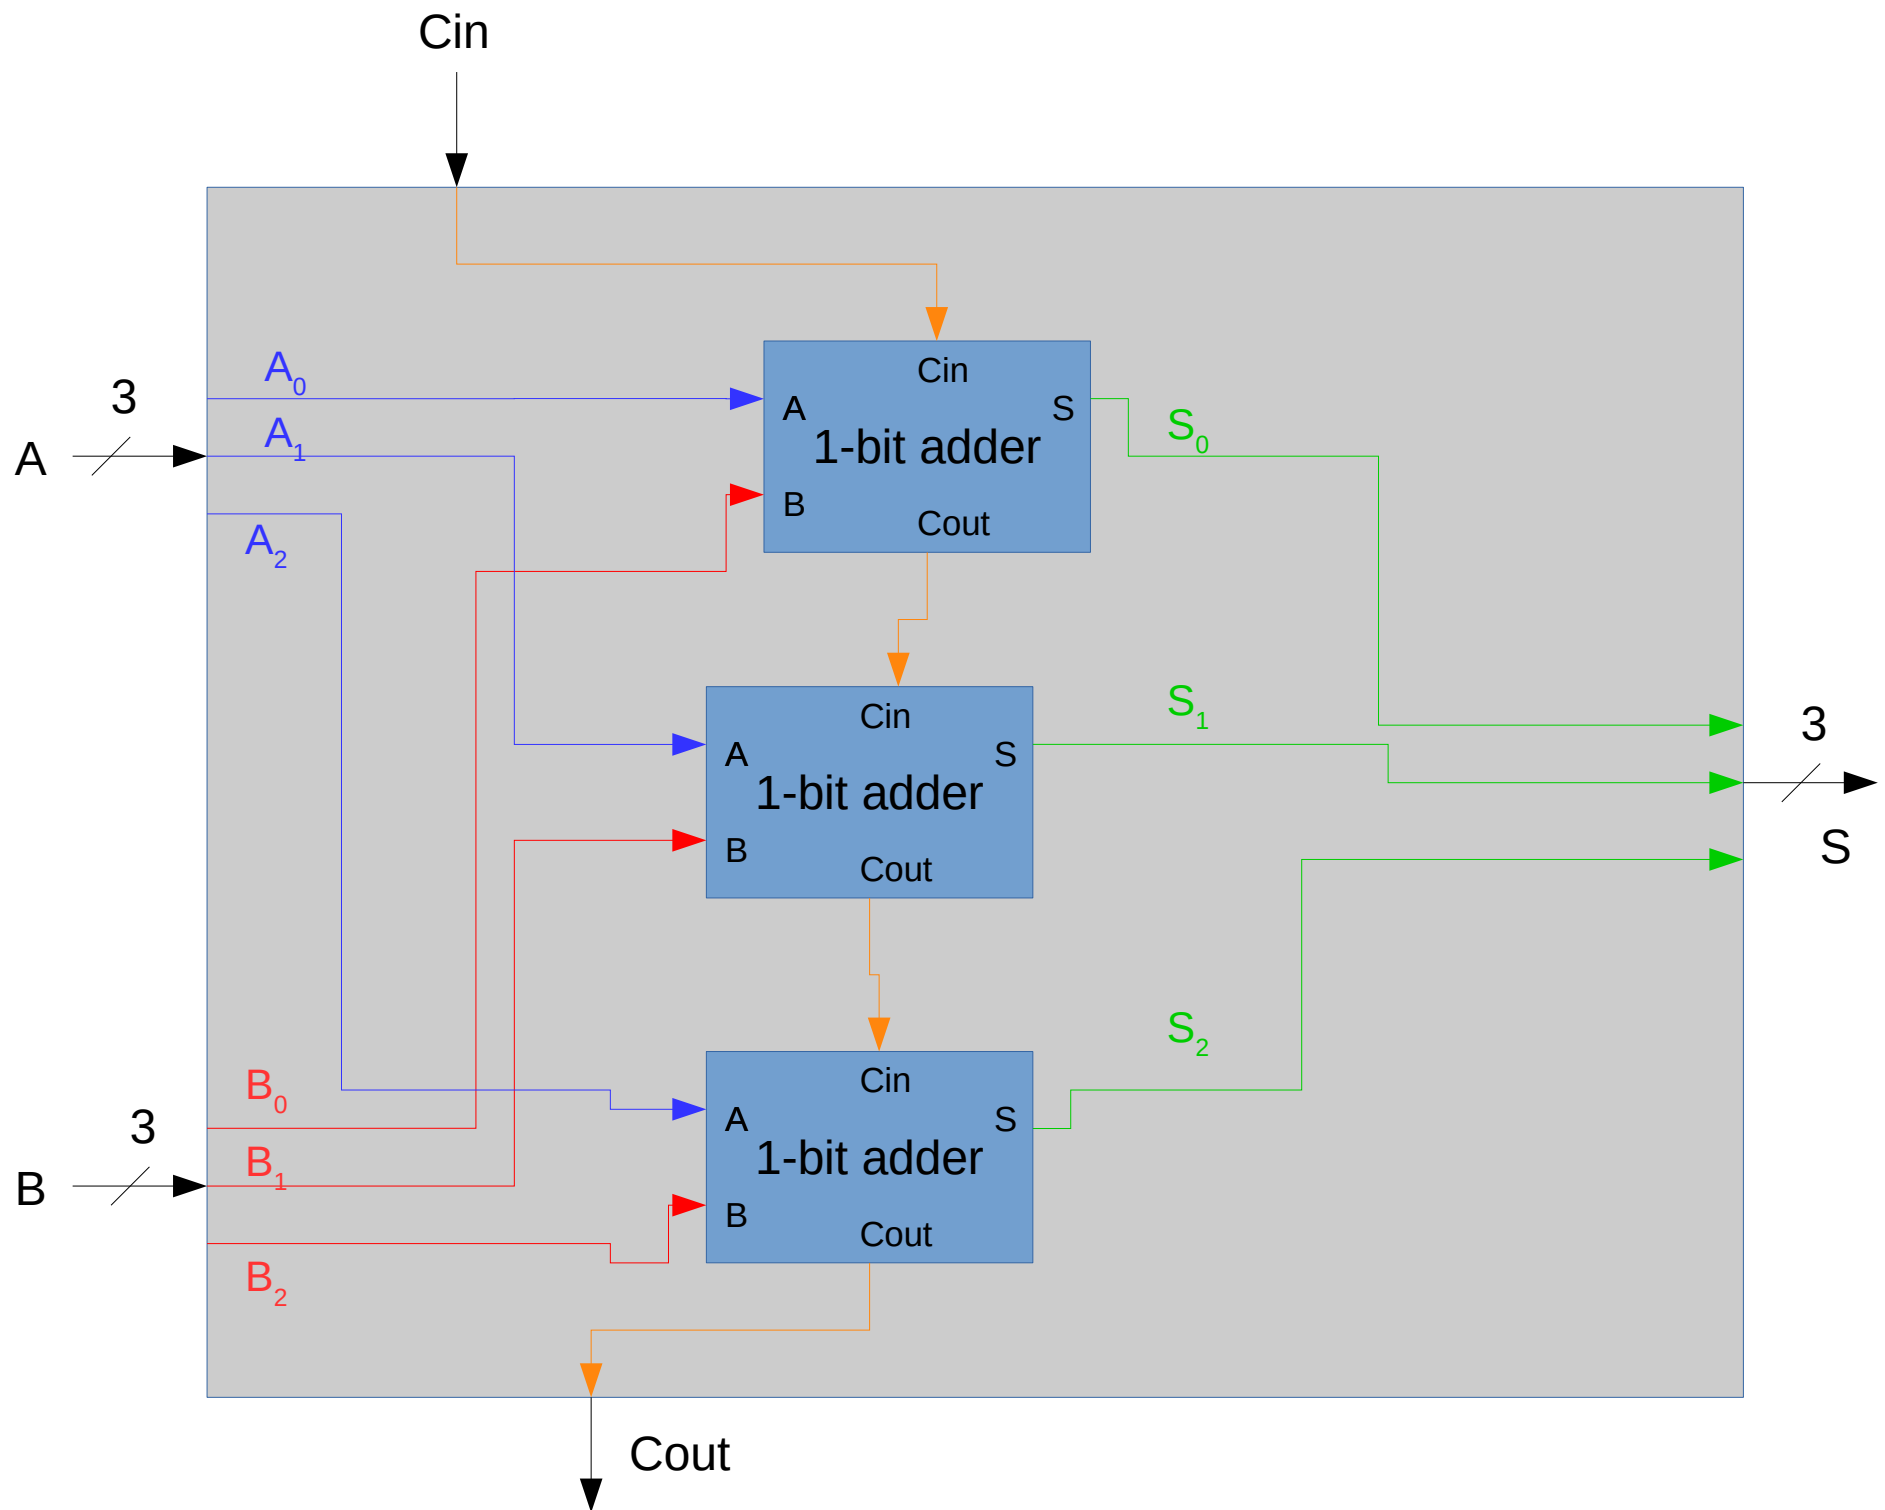 Cin
3
A
A0
A1
A2
Cin
A
S
1-bit adder
B
Cout
S0
Cin
A
S
1-bit adder
B
Cout
S1
3
S
3
B
B0
B1
B2
Cin
A
S
1-bit adder
B
Cout
S2
Cout